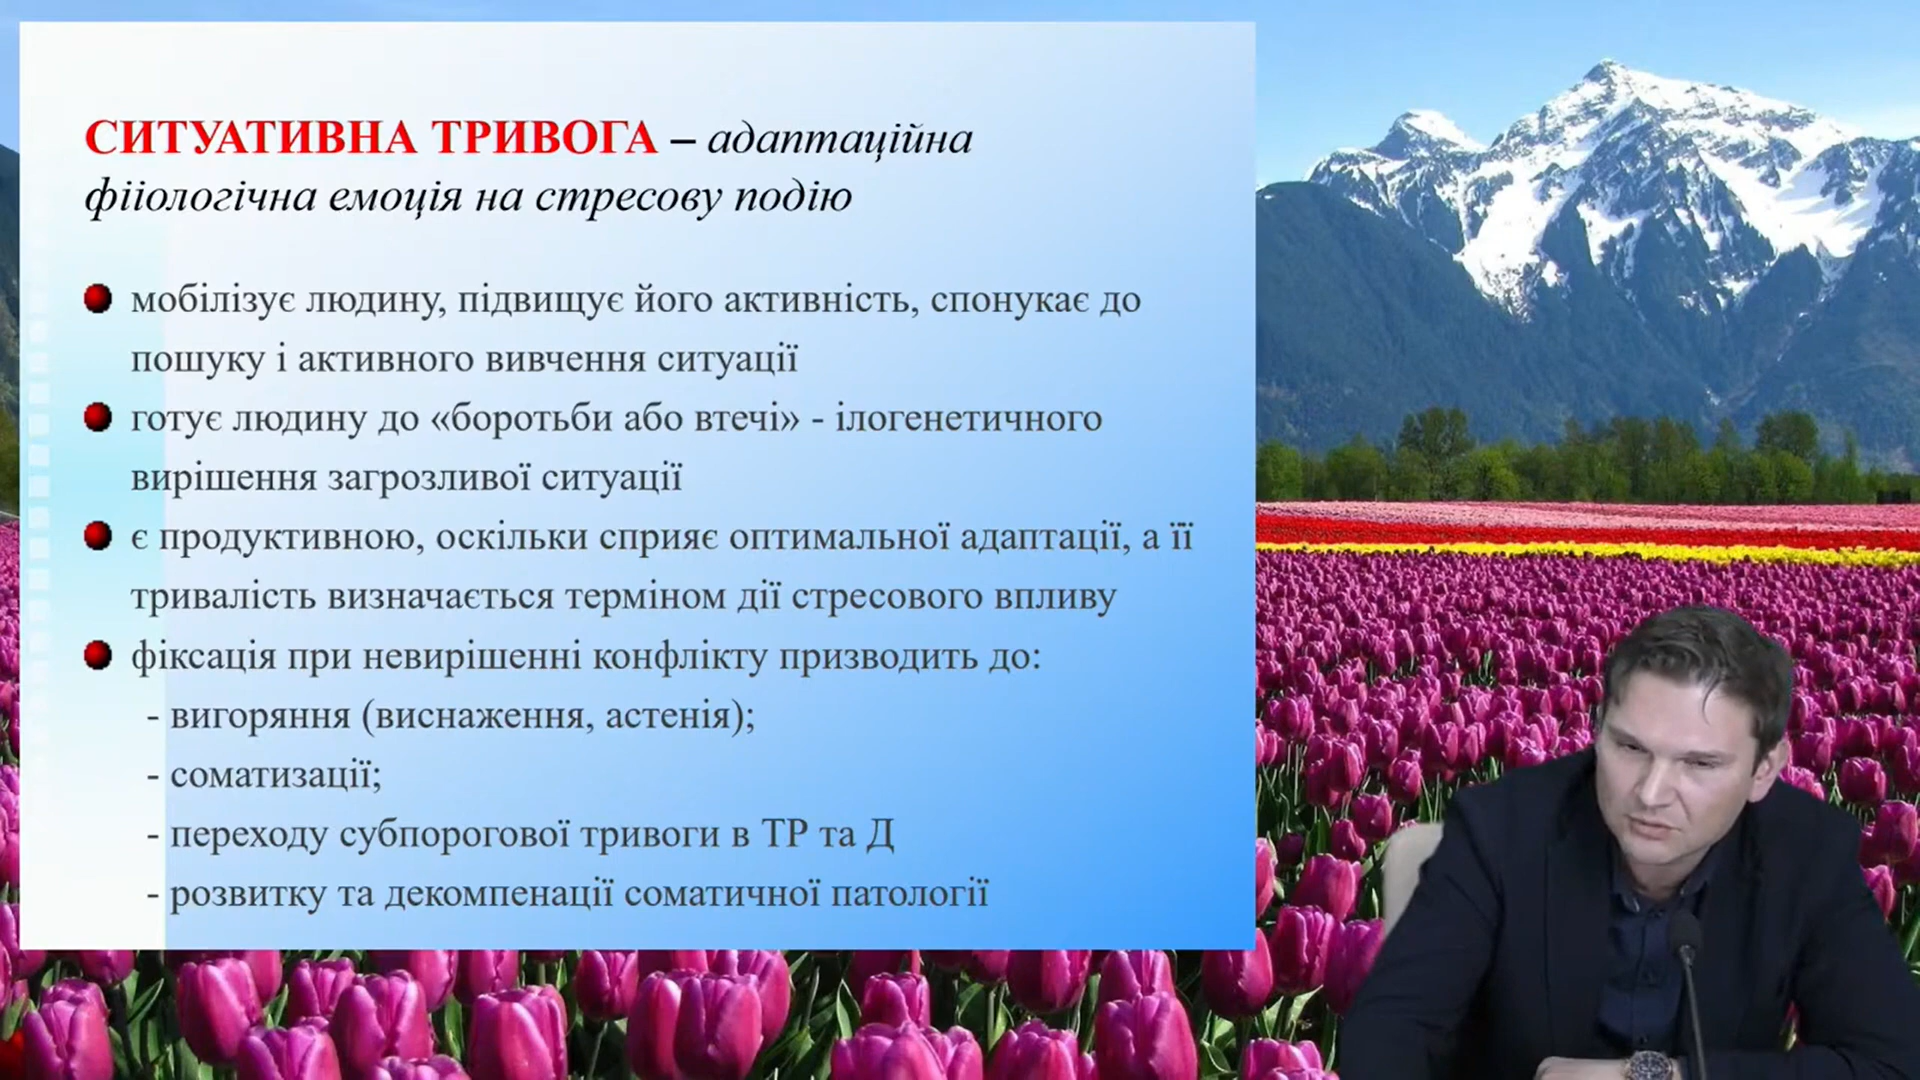 СИТУАТИВНА ТРИВОГА – адаптаційна
фііологічна емоція на стресову подію
мобілізує людину, підвищує його активність, спонукає до
пошуку і активного вивчення ситуації
готує людину до «боротьби або втечі» - ілогенетичного
вирішення загрозливої ситуації
є продуктивною, оскільки сприяє оптимальної адаптації, а її
тривалість визначається терміном дії стресового впливу
фіксація при невирішенні конфлікту призводить до:
- вигоряння (виснаження, астенія);
- соматизації;
- переходу субпорогової тривоги в ТР та Д
- розвитку та декомпенації соматичної патології